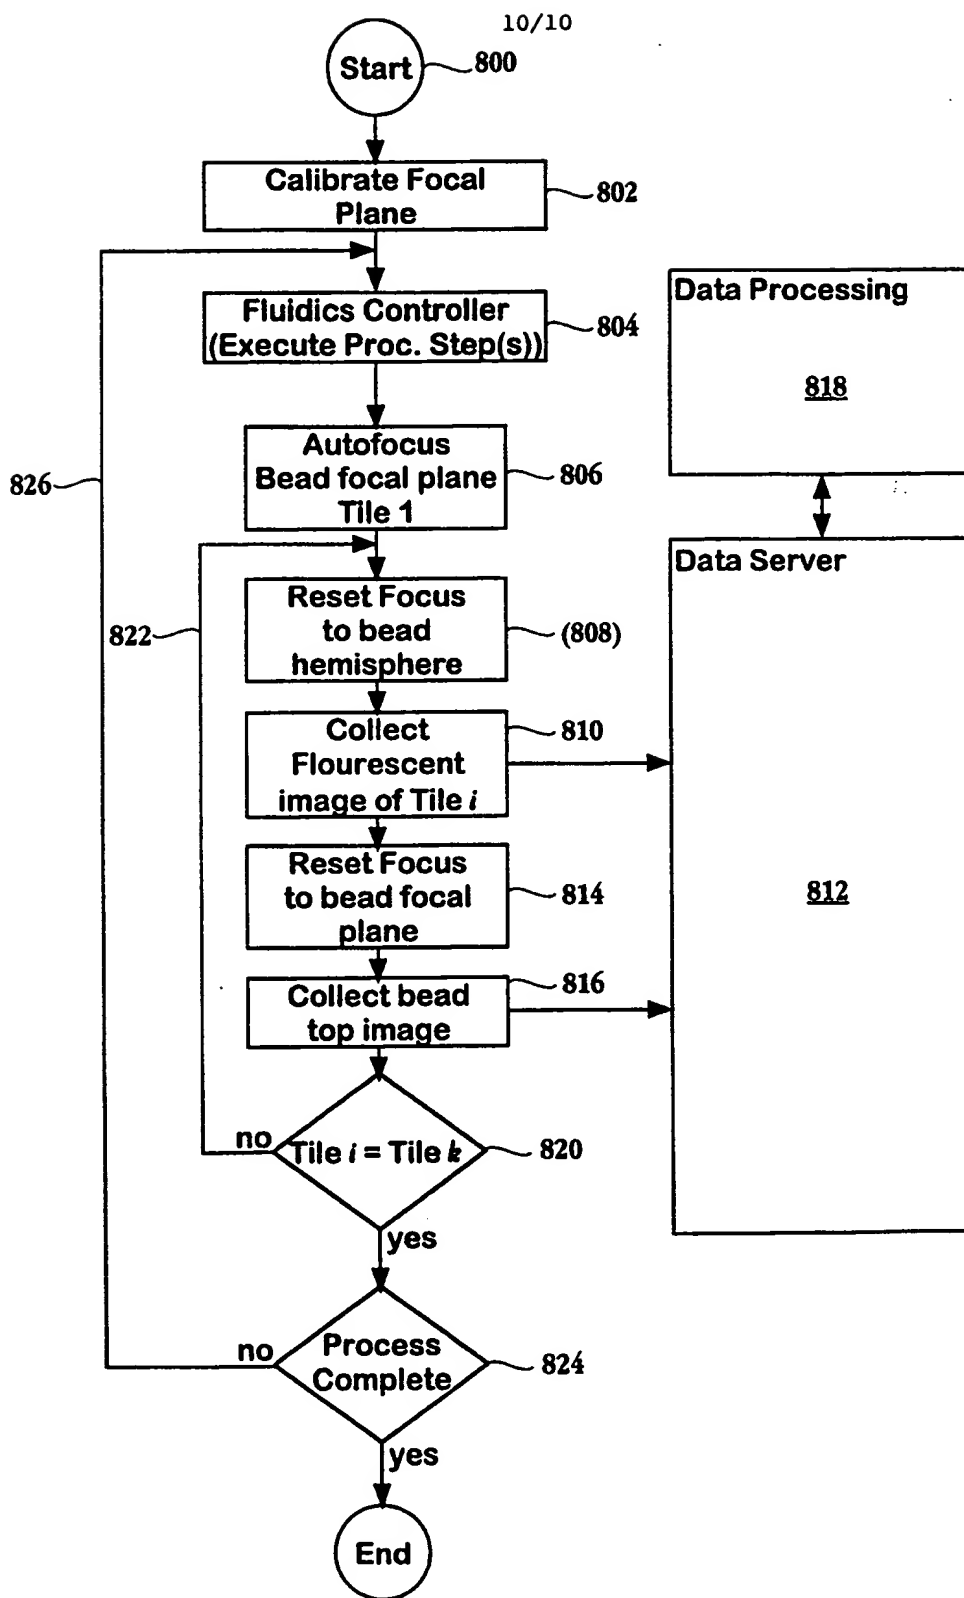 10/10
Start
800
Calibrate Focal
Plane
802
Fluidics Controller
(Execute Proc. Step(s))
804
Autofocus
Bead focal plane
Tile 1
806
826
Reset Focus
to bead
hemisphere
(808)
822
Collect
Flourescent
image of Tile i
810
Reset Focus
to bead focal
plane
814
Collect bead
top image
816
no
Tile i = Tile k
820
yes
no
Process
Complete
824
yes
End
Data Processing
818
Data Server
812